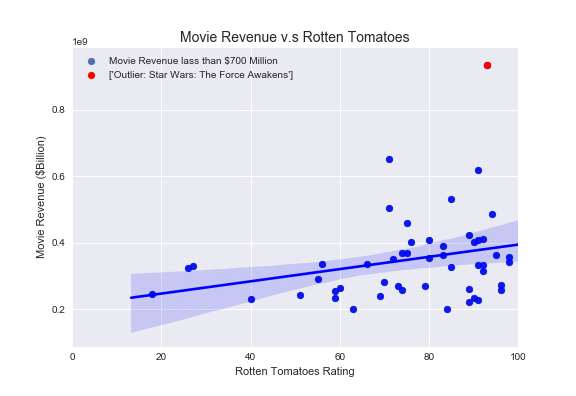 Movie Revenue v.s Rotten Tomatoes
1e9
Movie Revenue lass than $700 Million
['Outlier: Star Wars: The Force Awakens']
0.8
0.6
0.4
0.2
Movie Revenue ($Billion)
0 20 40 60 80 100
Rotten Tomatoes Rating